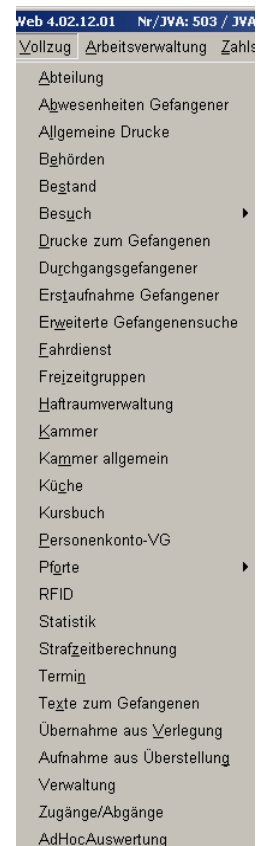 Web 4.02.12.01 Nr/JVA: 503 / JVA
Vollzug Arbeitsverwaltung Zahls
Abteilung
Abwesenheiten Gefangener
Allgemeine Drucke
Behörden
Bestand
Besuch
Drucke zum Gefangenen
Durchgangsgefangener
Erstaufnahme Gefangener
Erweiterte Gefangenensuche
Fahrdienst
Freizeitgruppen
Haftraumverwaltung
Kammer
Kammer allgemein
Küche
Kursbuch
Personenkonto-VG
Pforte
RFID
Statistik
Strafzeitberechnung
Termin
Texte zum Gefangenen
Übernahme aus Verlegung
Aufnahme aus Überstellung
Verwaltung
Zugänge/Abgänge
AdHocAuswertung